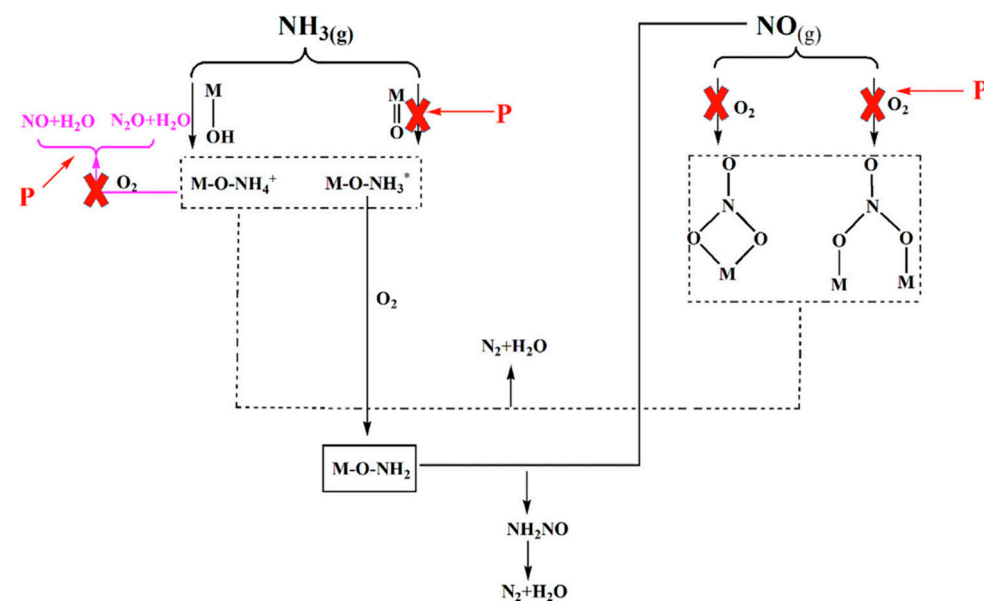 NH3(g)
NO(g)
M
OH
M
O
P
O2
O2
P
NO+H2O N2O+H2O
P
O2
M-O-NH4+
M-O-NH3*
O
N
O
O
M
O
N
O
O
M
M
O2
N2+H2O
M-O-NH2
NH2NO
N2+H2O